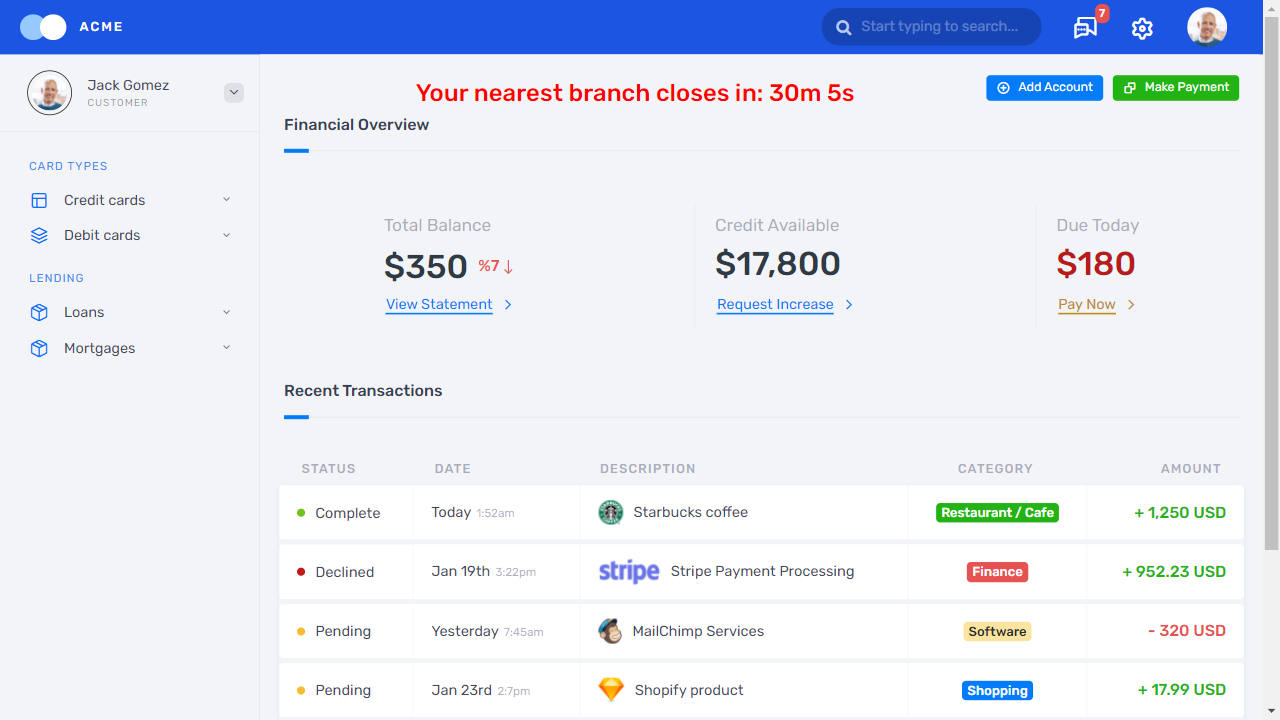 ACME
Start typing to search...
7
Jack Gomez
CUSTOMER
Your nearest branch closes in: 30m 5s
Add Account
Make Payment
Financial Overview
CARD TYPES
Credit cards
Debit cards
LENDING
Loans
Mortgages
Total Balance
$350 %7
View Statement
Credit Available
$17,800
Request Increase
Due Today
$180
Pay Now
Recent Transactions
STATUS DATE DESCRIPTION CATEGORY AMOUNT
Complete Today 1:52am Starbucks coffee Restaurant / Cafe + 1,250 USD
Declined Jan 19th 3:22pm stripe Stripe Payment Processing Finance + 952.23 USD
Pending Yesterday 7:45am MailChimp Services Software - 320 USD
Pending Jan 23rd 2:7pm Shopify product Shopping + 17.99 USD